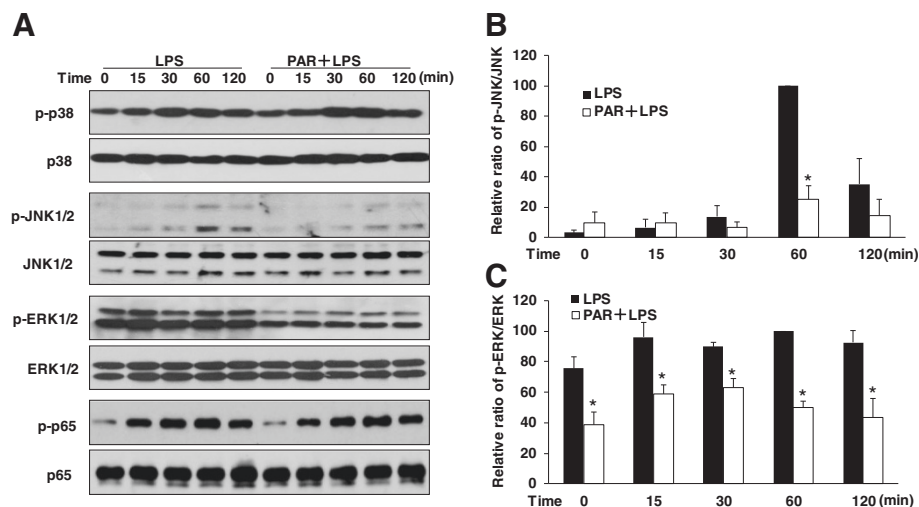 A
LPS PAR+LPS
Time 0 15 30 60 120 0 15 30 60 120 (min)
p-p38
p38
p-JNK1/2
JNK1/2
p-ERK1/2
ERK1/2
p-p65
p65
B
Relative ratio of p-JNK/JNK
120
100
80
60
40
20
0
LPS
PAR+LPS
*
Time 0 15 30 60 120 (min)
C
Relative ratio of p-ERK/ERK
120
100
80
60
40
20
0
LPS
PAR+LPS
* * * * *
Time 0 15 30 60 120 (min)